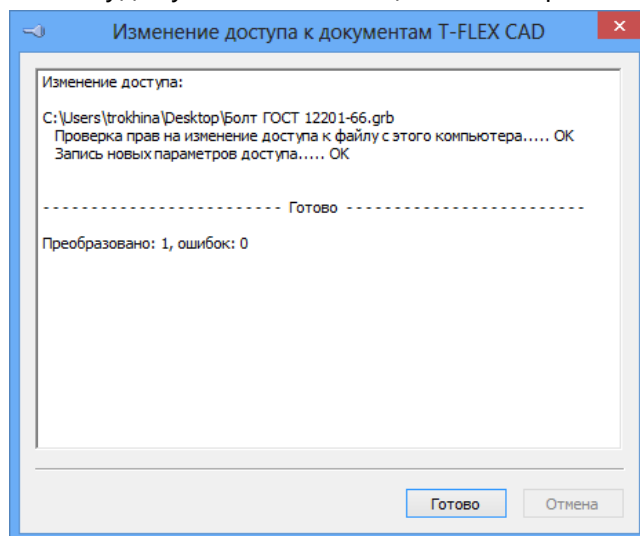 Изменение доступа к документам T-FLEX CAD
Изменение доступа:
C:\Users\trokhina\Desktop\Болт ГОСТ 12201-66.grb
Проверка прав на изменение доступа к файлу с этого компьютера..... OK
Запись новых параметров доступа..... OK
- - - - - - - - - - - - - - - - - - - - - - - - - Готово - - - - - - - - - - - - - - - - - - - - - - - - -
Преобразовано: 1, ошибок: 0
Готово
Отмена